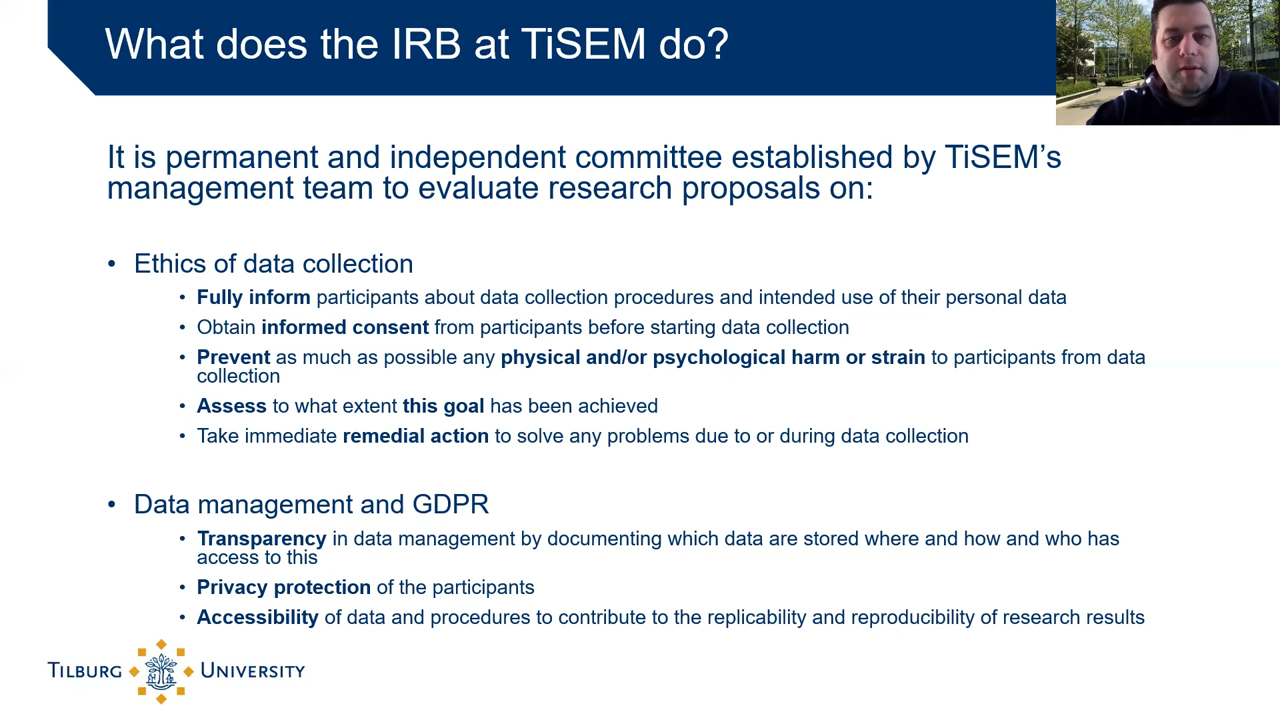 What does the IRB at TiSEM do?
It is permanent and independent committee established by TiSEM’s
management team to evaluate research proposals on:
• Ethics of data collection
• Fully inform participants about data collection procedures and intended use of their personal data
• Obtain informed consent from participants before starting data collection
• Prevent as much as possible any physical and/or psychological harm or strain to participants from data
collection
• Assess to what extent this goal has been achieved
• Take immediate remedial action to solve any problems due to or during data collection
• Data management and GDPR
• Transparency in data management by documenting which data are stored where and how and who has
access to this
• Privacy protection of the participants
• Accessibility of data and procedures to contribute to the replicability and reproducibility of research results
TILBURG UNIVERSITY